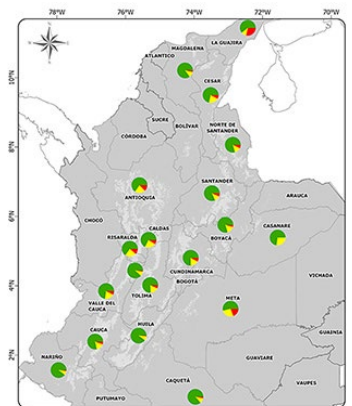 78°W
76°W
74°W
72°W
70°W
LA GUAJIRA
MAGDALENA
ATLANTICO
10°N
CESAR
SUCRE
BOLÍVAR
NORTE DE
SANTANDER
CÓRDOBA
8°N
SANTANDER
ANTIOQUIA
ARAUCA
6°N
CHOCÓ
CALDAS
BOYACÁ
CASANARE
RISARALDA
CUNDINAMARCA
BOGOTÁ
VICHADA
4°N
VALLE DEL
CAUCA
TOLIMA
META
GUAINIA
CAUCA
HUILA
2°N
NARIÑO
GUAVIARE
CAQUETÁ
VAUPES
PUTUMAYO